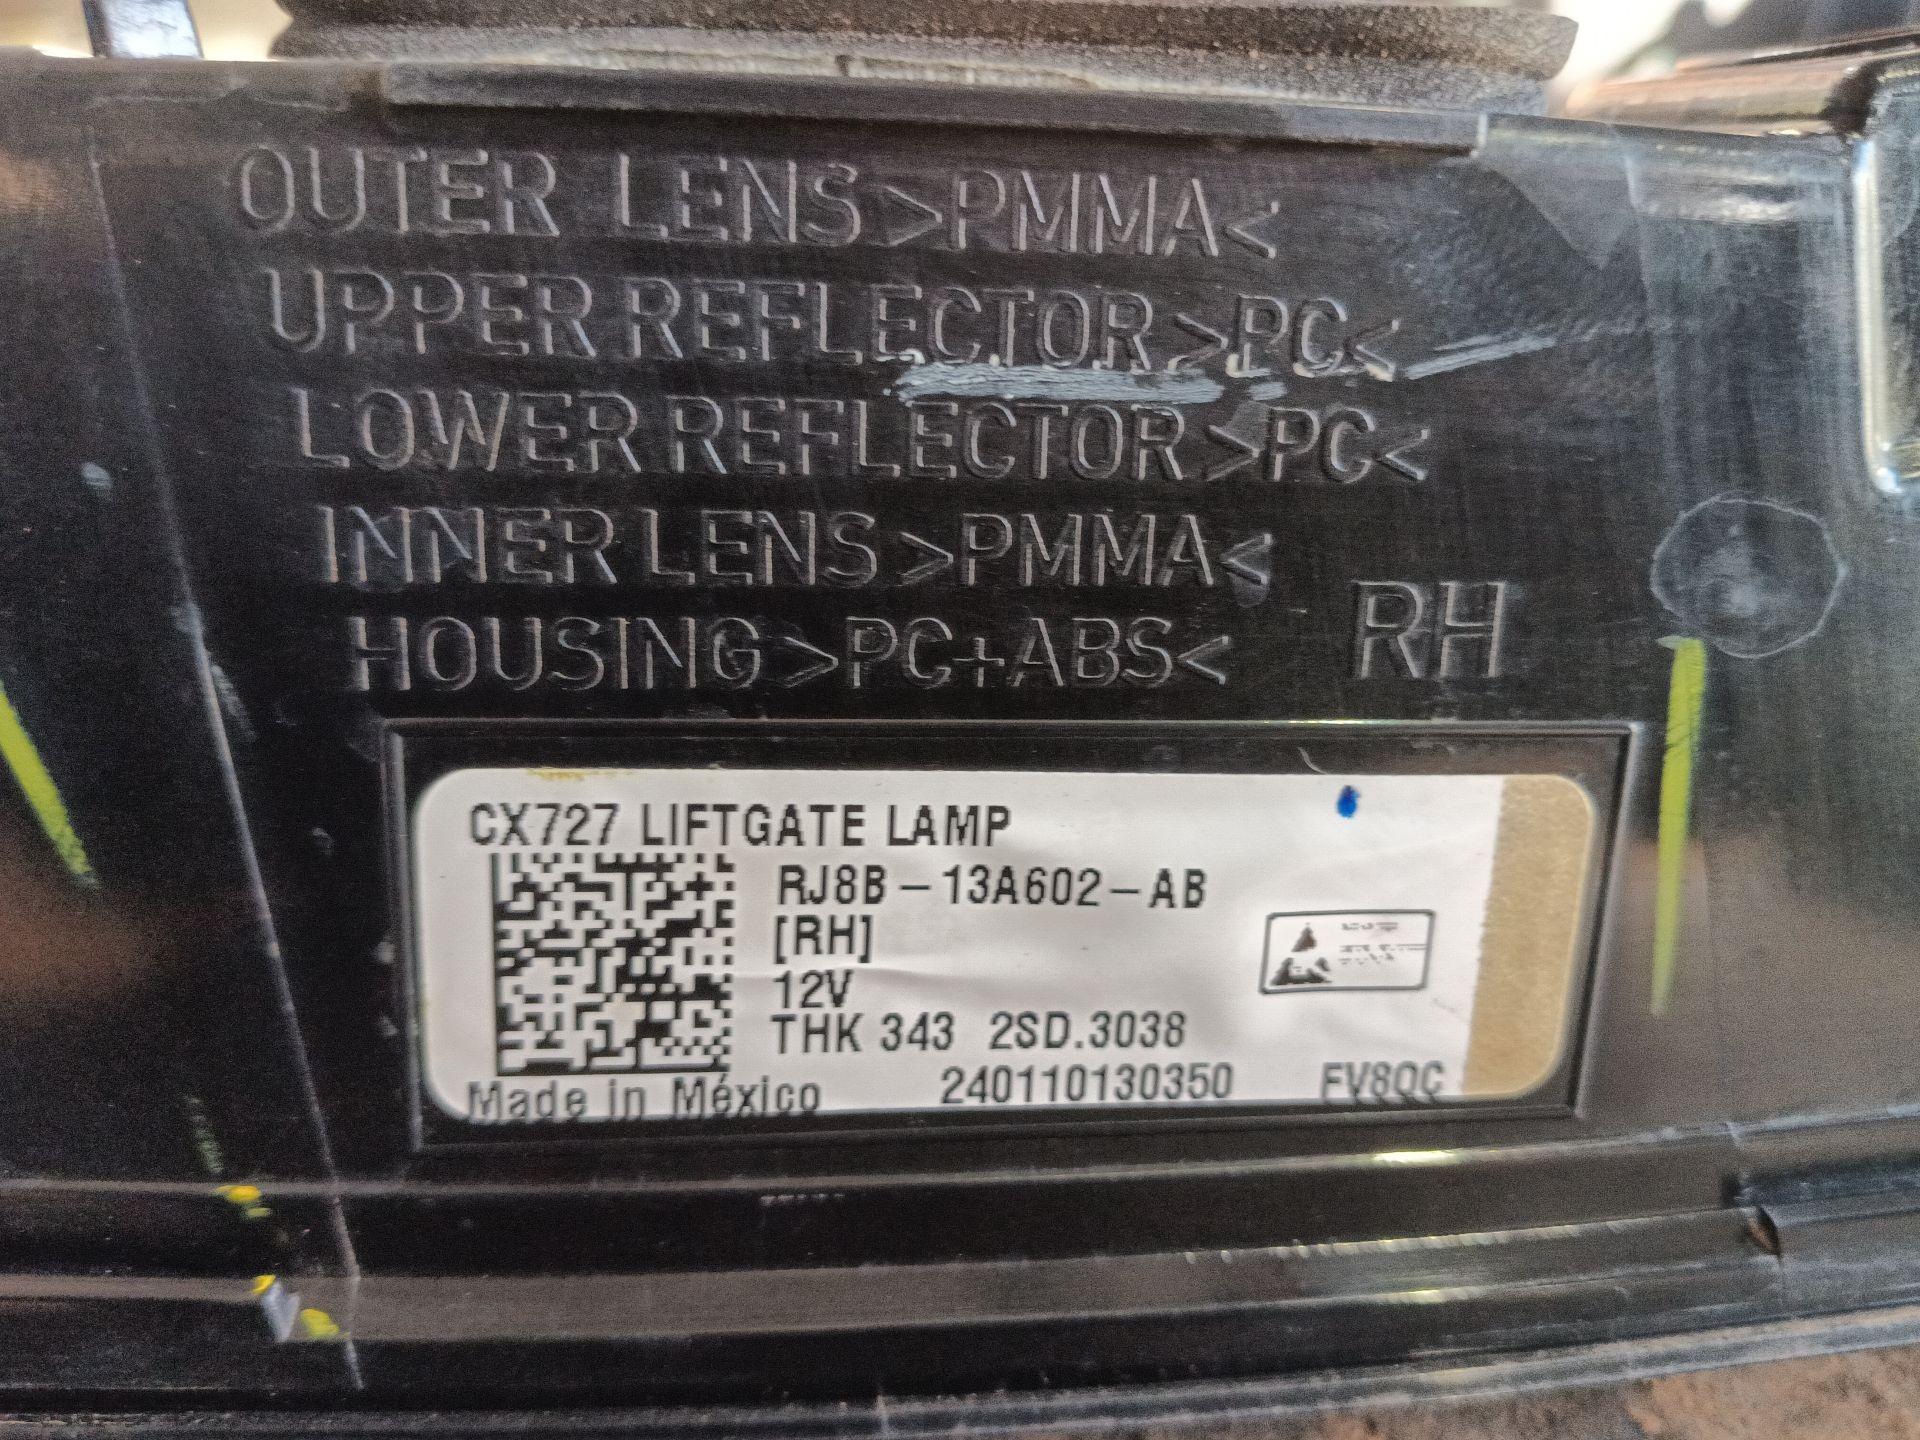 OUTER LENS >PMMA<
UPPER REFLECTOR >PC<
LOWER REFLECTOR >PC<
INNER LENS >PMMA<
HOUSING >PC+ABS<
RH
CX727 LIFTGATE LAMP
RJ8B-13A602-AB
[RH]
12V
THK 343 2SD.3038
Made in México
240110130350
FV8QC